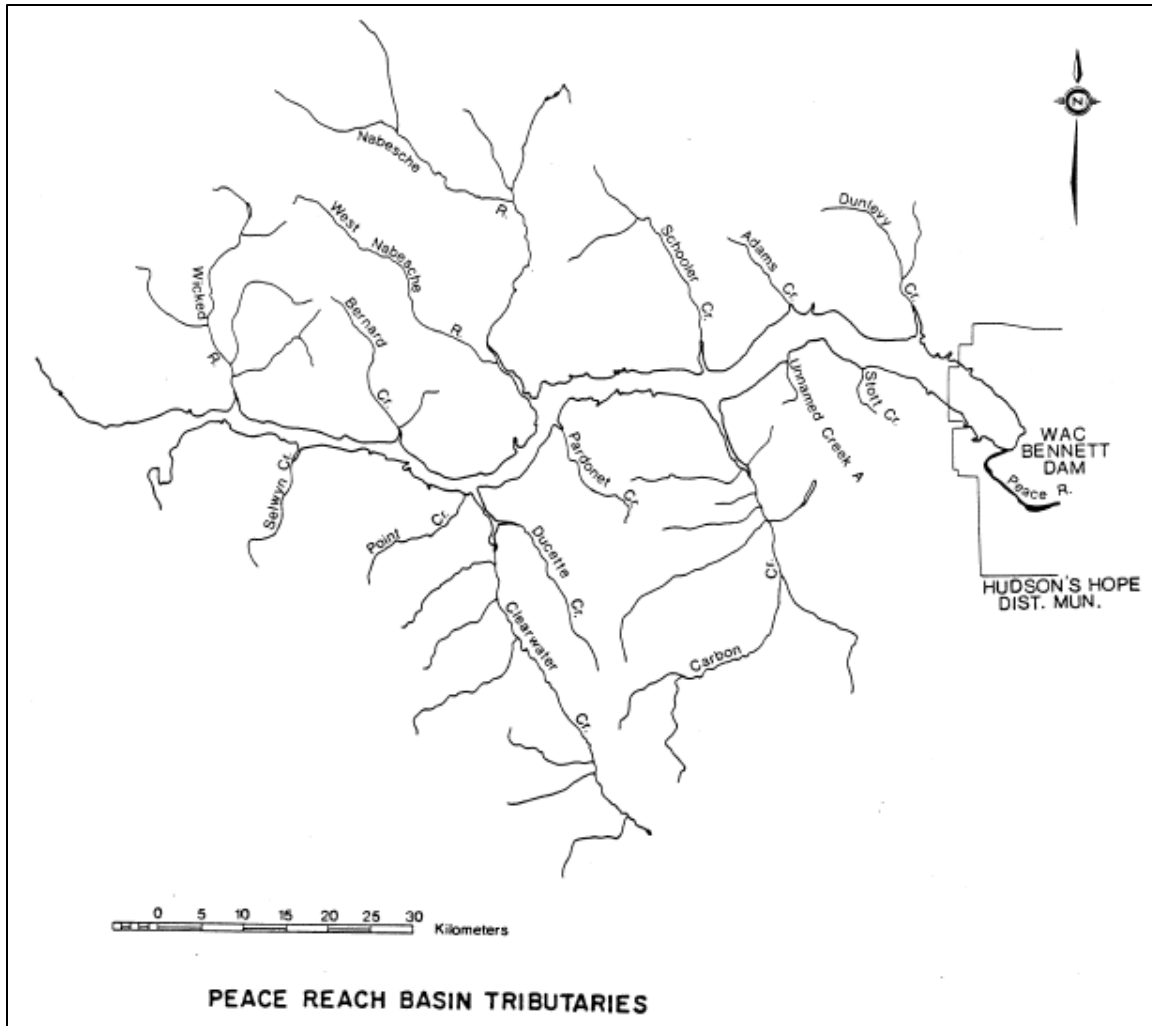 N
Nabesche
R.
West Nabesche
R.
Wicked
R.
Bernard
Cr.
Schooler
Cr.
Adams
Cr.
Dunlevy
Cr.
Unnamed Creek A
Stott Cr.
WAC
BENNETT
DAM
Peace R.
HUDSON'S HOPE
DIST. MUN.
Selwyn Cr.
Point Cr.
Pardonet Cr.
Ducette
Cr.
Clearwater
Cr.
Cr.
Carbon
0 5 10 15 20 25 30
Kilometers
PEACE REACH BASIN TRIBUTARIES